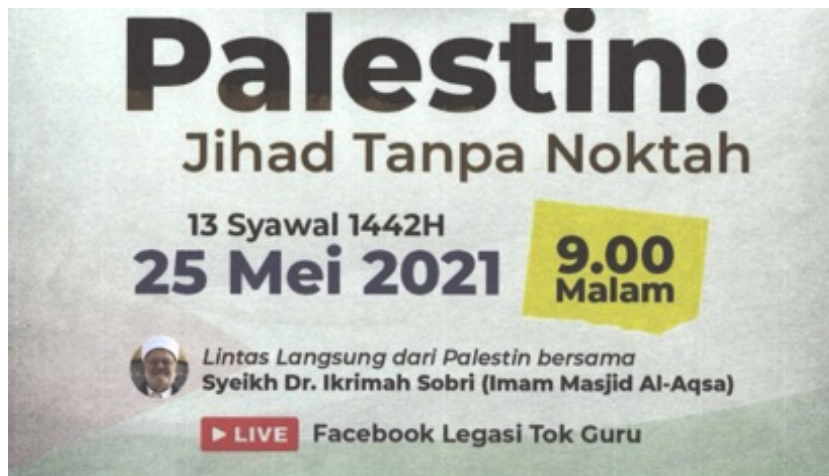 Palestin:
Jihad Tanpa Noktah
13 Syawal 1442H
25 Mei 2021
9.00
Malam
Lintas Langsung dari Palestin bersama
Syeikh Dr. Ikrimah Sobri (Imam Masjid Al-Aqsa)
LIVE Facebook Legasi Tok Guru